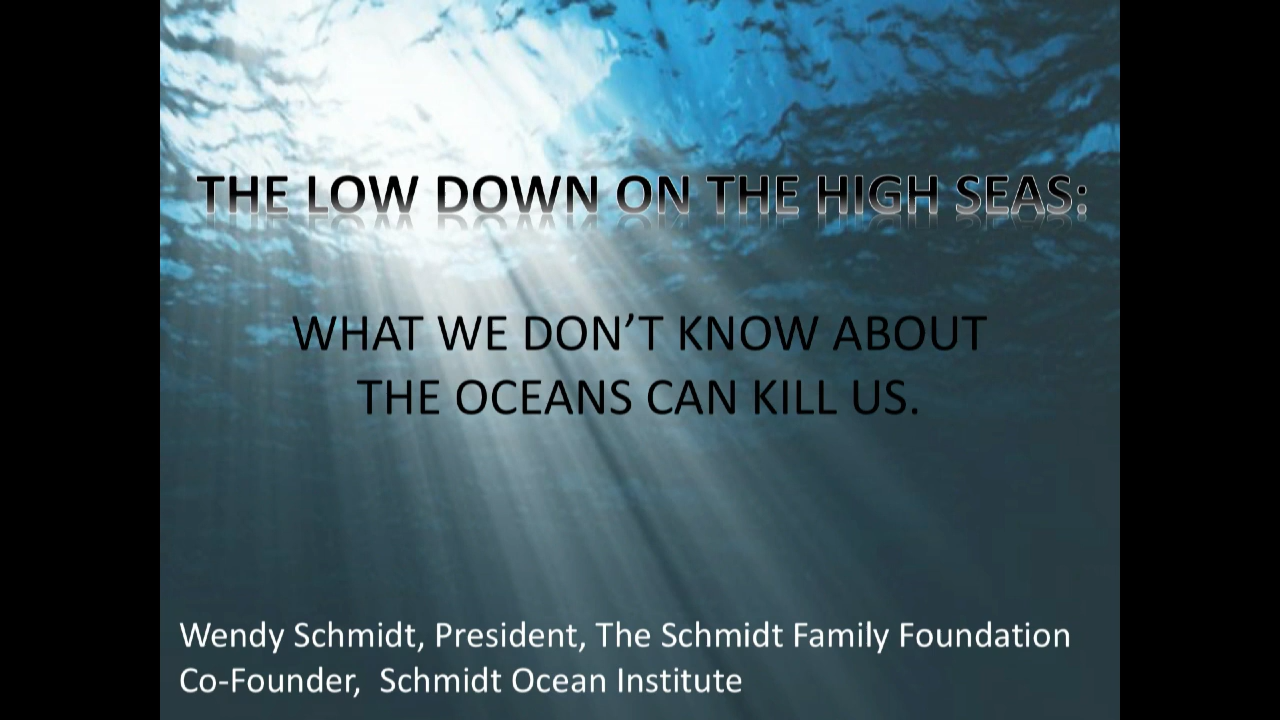 THE LOW DOWN ON THE HIGH SEAS:
WHAT WE DON’T KNOW ABOUT
THE OCEANS CAN KILL US.
Wendy Schmidt, President, The Schmidt Family Foundation
Co-Founder,  Schmidt Ocean Institute